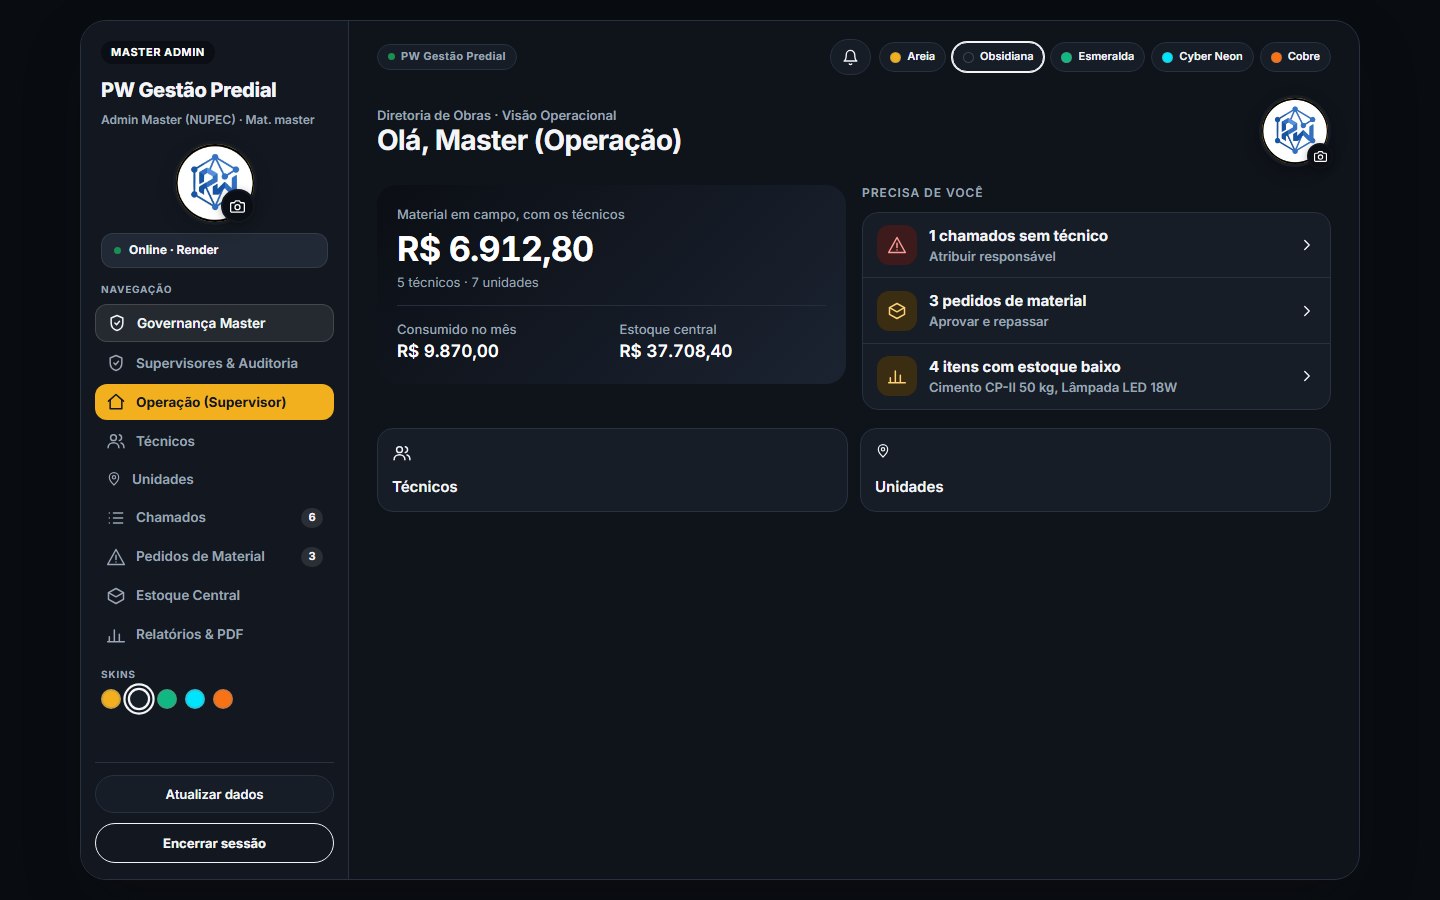 MASTER ADMIN
PW Gestão Predial
Admin Master (NUPEC) · Mat. master
PW
Online · Render
NAVEGAÇÃO
Governança Master
Supervisores & Auditoria
Operação (Supervisor)
Técnicos
Unidades
Chamados 6
Pedidos de Material 3
Estoque Central
Relatórios & PDF
SKINS
Atualizar dados
Encerrar sessão
PW Gestão Predial
Areia
Obsidiana
Esmeralda
Cyber Neon
Cobre
Diretoria de Obras · Visão Operacional
Olá, Master (Operação)
PW
Material em campo, com os técnicos
R$ 6.912,80
5 técnicos · 7 unidades
Consumido no mês
R$ 9.870,00
Estoque central
R$ 37.708,40
PRECISA DE VOCÊ
1 chamados sem técnico
Atribuir responsável
3 pedidos de material
Aprovar e repassar
4 itens com estoque baixo
Cimento CP-II 50 kg, Lâmpada LED 18W
Técnicos
Unidades